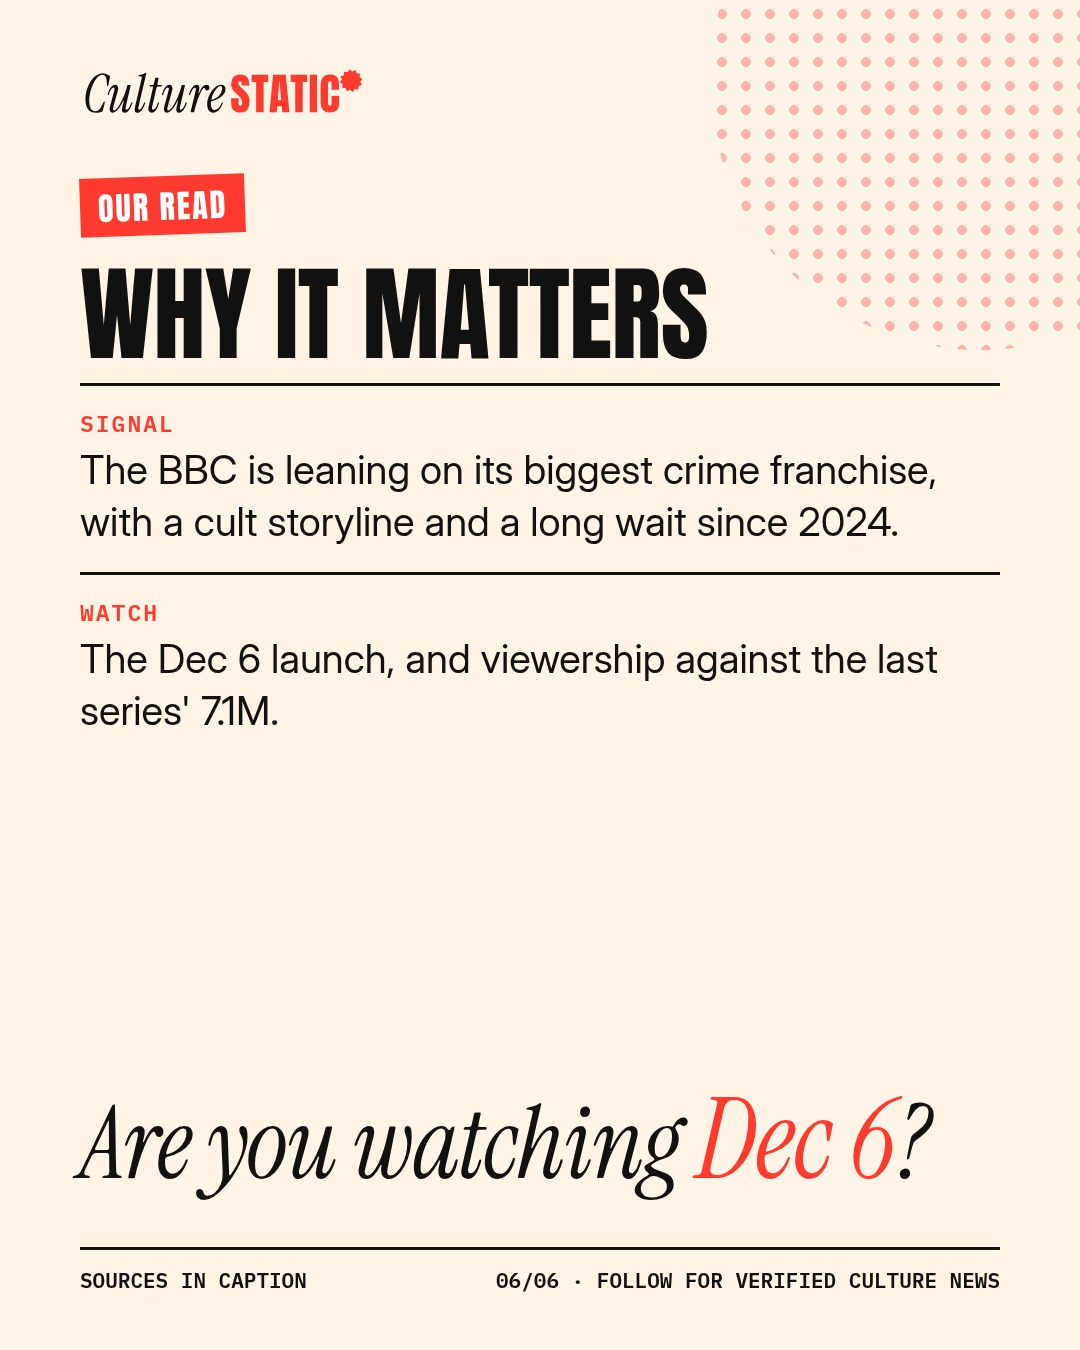 Culture STATIC
OUR READ
WHY IT MATTERS
SIGNAL
The BBC is leaning on its biggest crime franchise,
with a cult storyline and a long wait since 2024.
WATCH
The Dec 6 launch, and viewership against the last
series' 7.1M.
Are you watching Dec 6?
SOURCES IN CAPTION
06/06 · FOLLOW FOR VERIFIED CULTURE NEWS